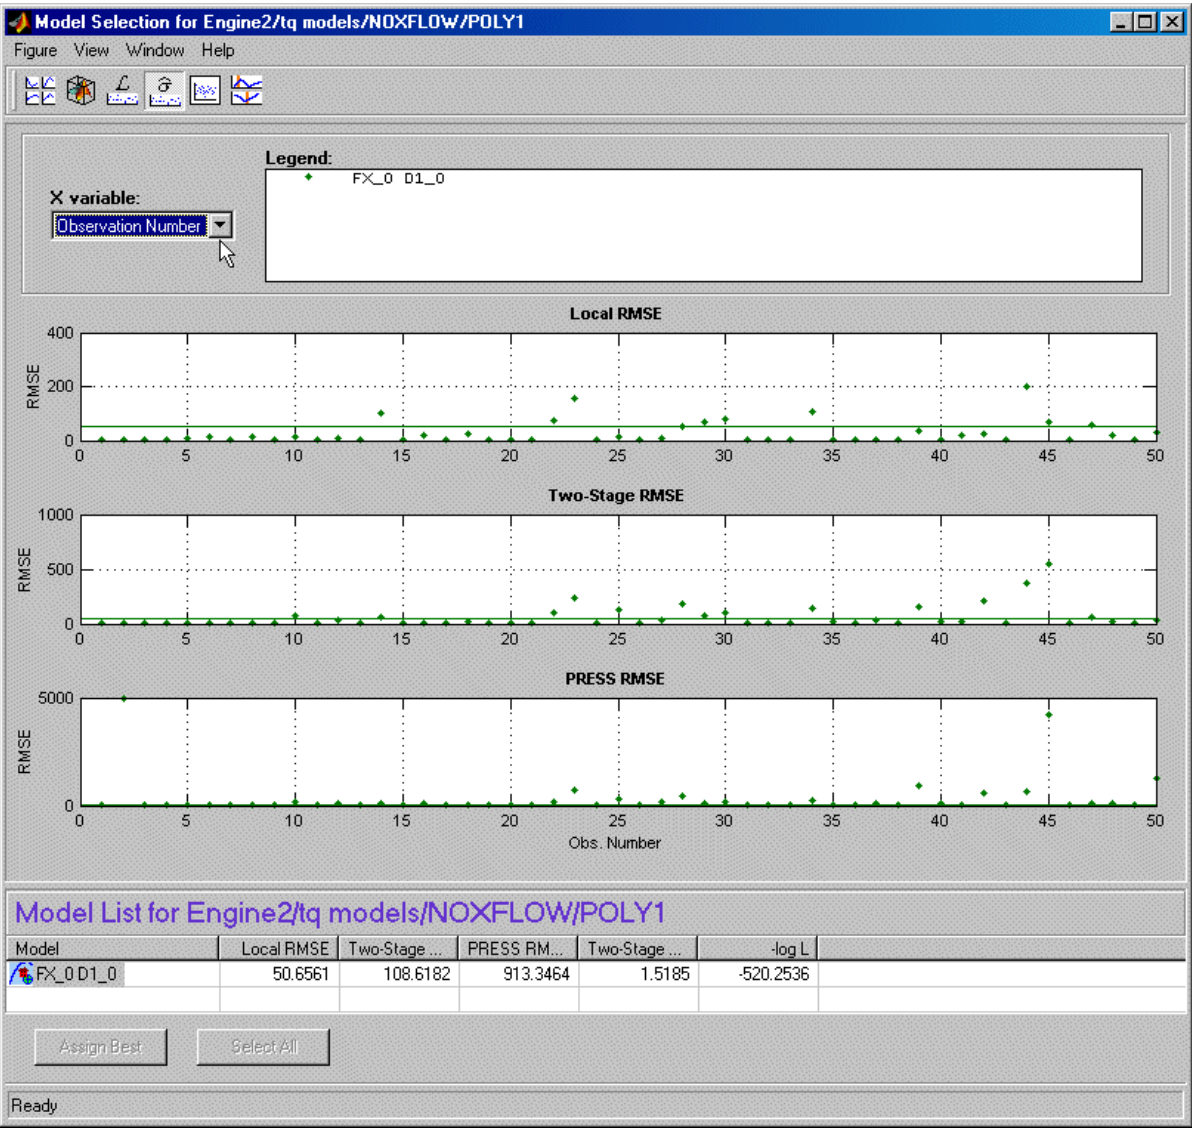 Model Selection for Engine2/tq models/NOXFLOW/POLY1
Figure View Window Help
Legend:
FX_0 D1_0
X variable:
Observation Number
Local RMSE
RMSE
400
200
0
0 5 10 15 20 25 30 35 40 45 50
Two-Stage RMSE
RMSE
1000
500
0
0 5 10 15 20 25 30 35 40 45 50
PRESS RMSE
RMSE
5000
0
0 5 10 15 20 25 30 35 40 45 50
Obs. Number
Model List for Engine2/tq models/NOXFLOW/POLY1
Model Local RMSE Two-Stage ... PRESS RM... Two-Stage ... -log L
FX_0 D1_0 50.6561 108.6182 913.3464 1.5185 -520.2536
Assign Best Select All
Ready